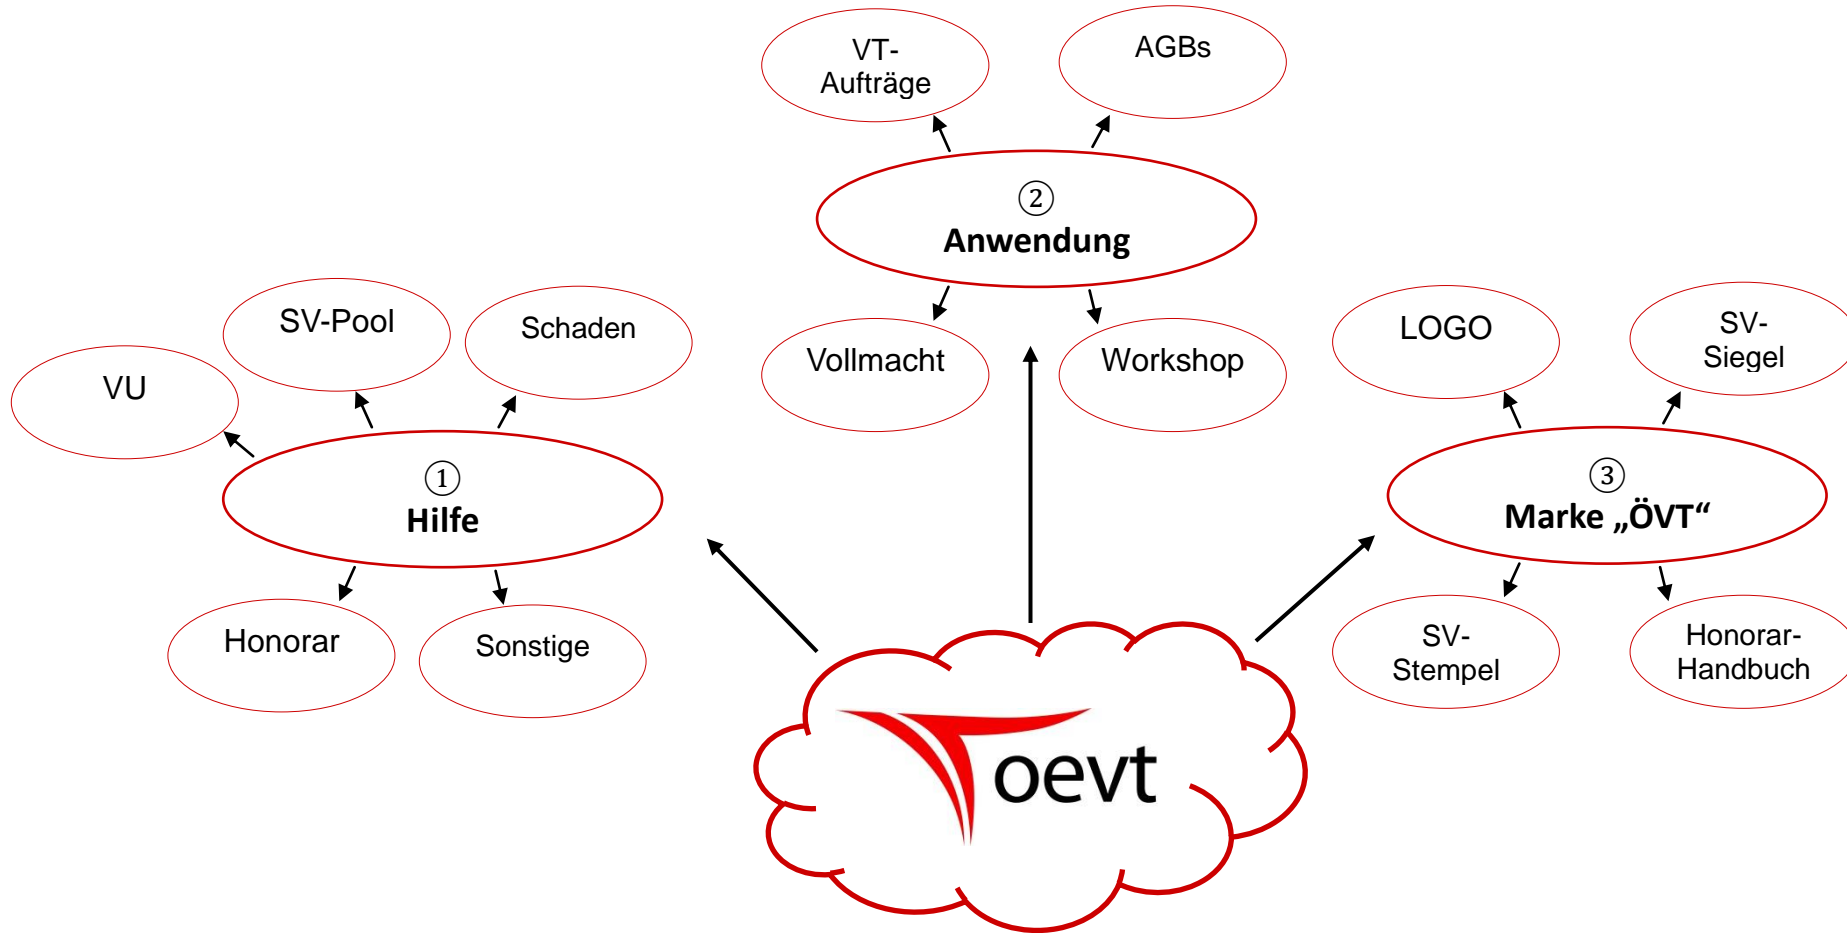 VT-
Aufträge
AGBs
②
Anwendung
Vollmacht
Workshop
VU
SV-Pool
Schaden
①
Hilfe
Honorar
Sonstige
LOGO
SV-
Siegel
③
Marke „ÖVT“
SV-
Stempel
Honorar-
Handbuch
oevt